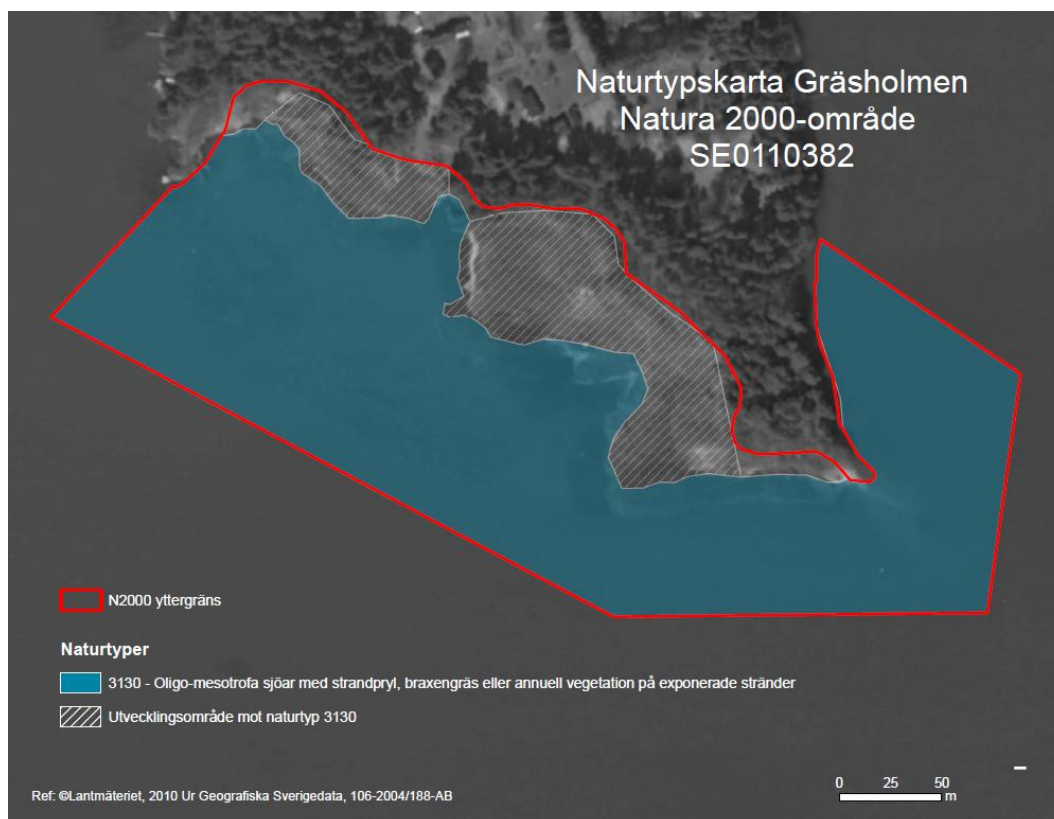 Naturtypskarta Gräsholmen
Natura 2000-område
SE0110382
N2000 yttergräns
Naturtyper
3130 - Oligo-mesotrofa sjöar med strandpryl, braxengräs eller annuell vegetation på exponerade stränder
Utvecklingsområde mot naturtyp 3130
Ref: ©Lantmäteriet, 2010 Ur Geografiska Sverigedata, 106-2004/188-AB
0 25 50
m